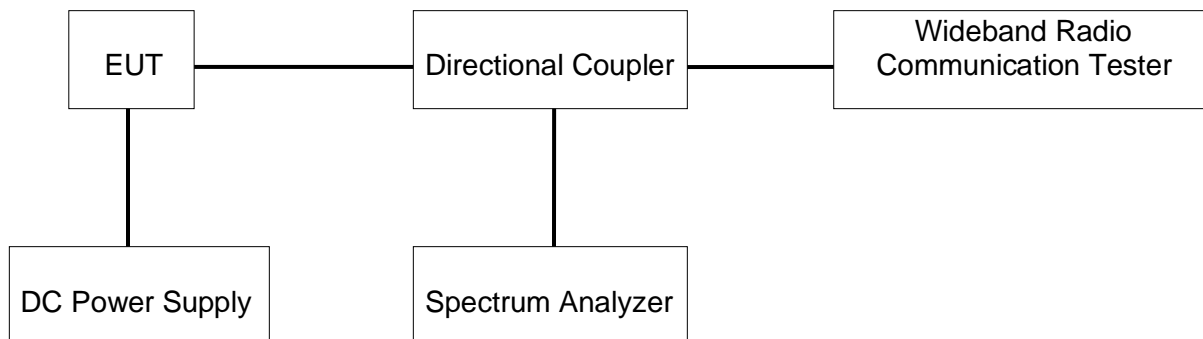 EUT
Directional Coupler
Wideband Radio
Communication Tester
DC Power Supply
Spectrum Analyzer